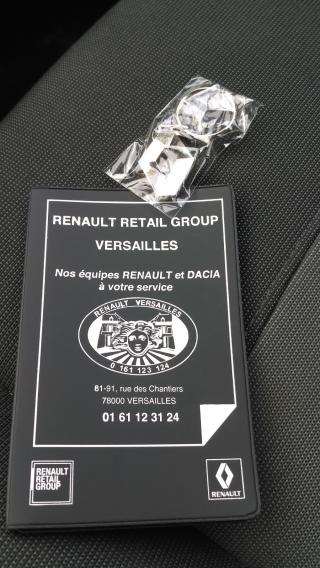 RENAULT RETAIL GROUP
VERSAILLES
Nos équipes RENAULT et DACIA
à votre service
RENAULT VERSAILLES
0 161 123 124
81-91, rue des Chantiers
78000 VERSAILLES
01 61 12 31 24
RENAULT
RETAIL
GROUP
RENAULT